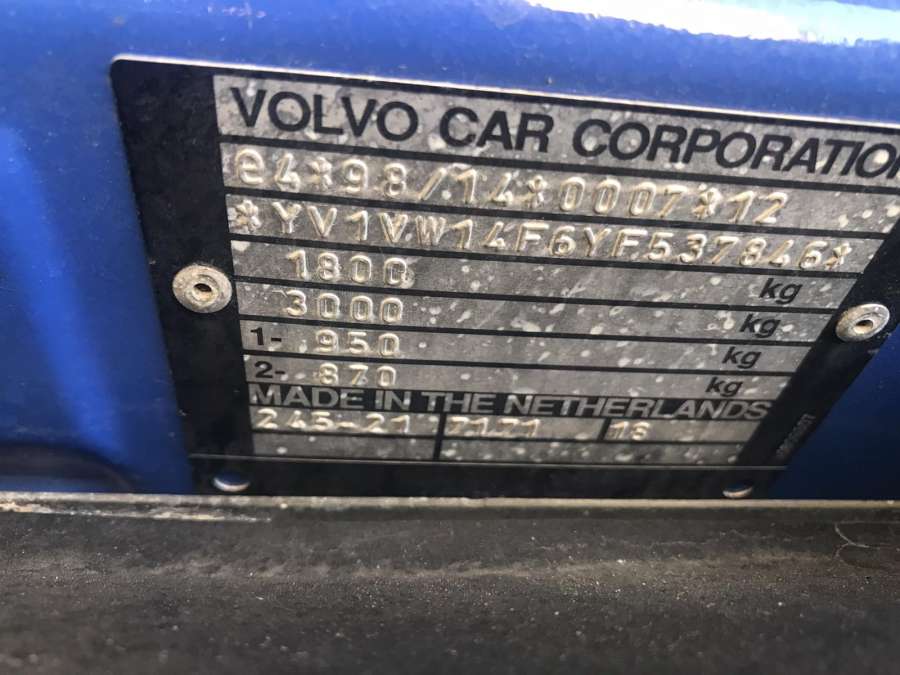 VOLVO CAR CORPORATION
e4*98/14*0007*12
*YV1VW14F6YF537846*
1800 kg
3000 kg
1- 950 kg
2- 870 kg
MADE IN THE NETHERLANDS
245-21 7171 18